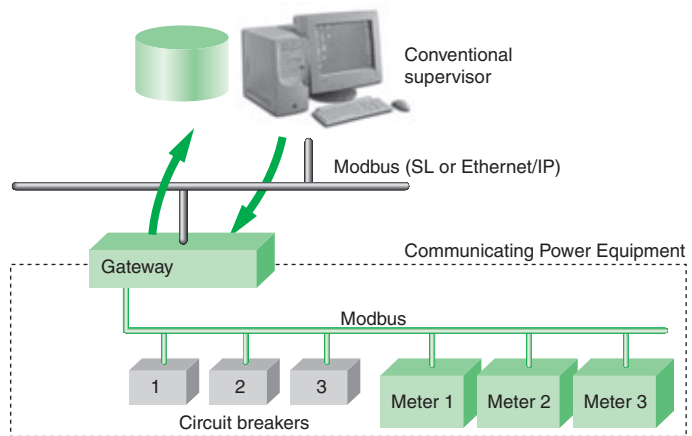 Conventional
supervisor
Modbus (SL or Ethernet/IP)
Communicating Power Equipment
Gateway
Modbus
1
2
3
Meter 1
Meter 2
Meter 3
Circuit breakers